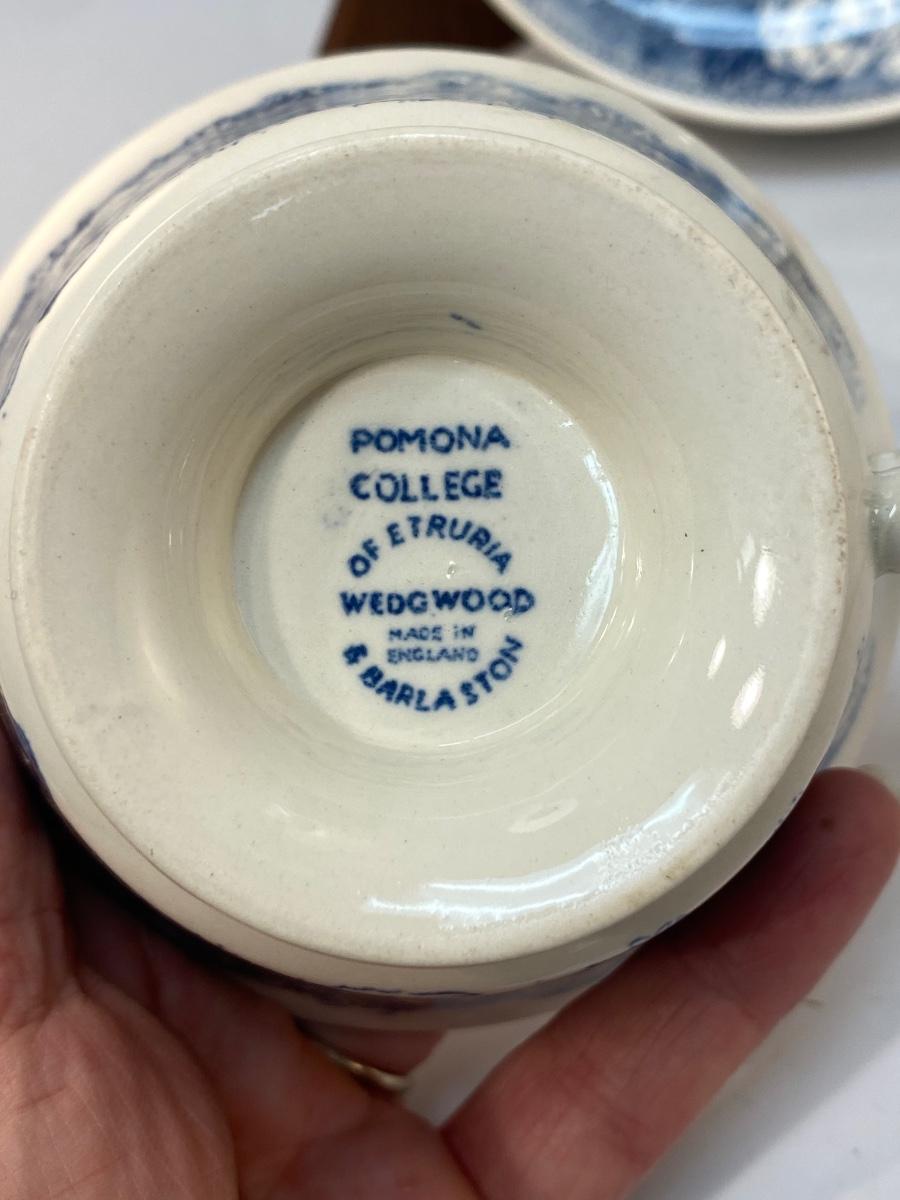 POMONA
COLLEGE
OF ETRURIA
WEDGWOOD
MADE IN
ENGLAND
& BARLASTON